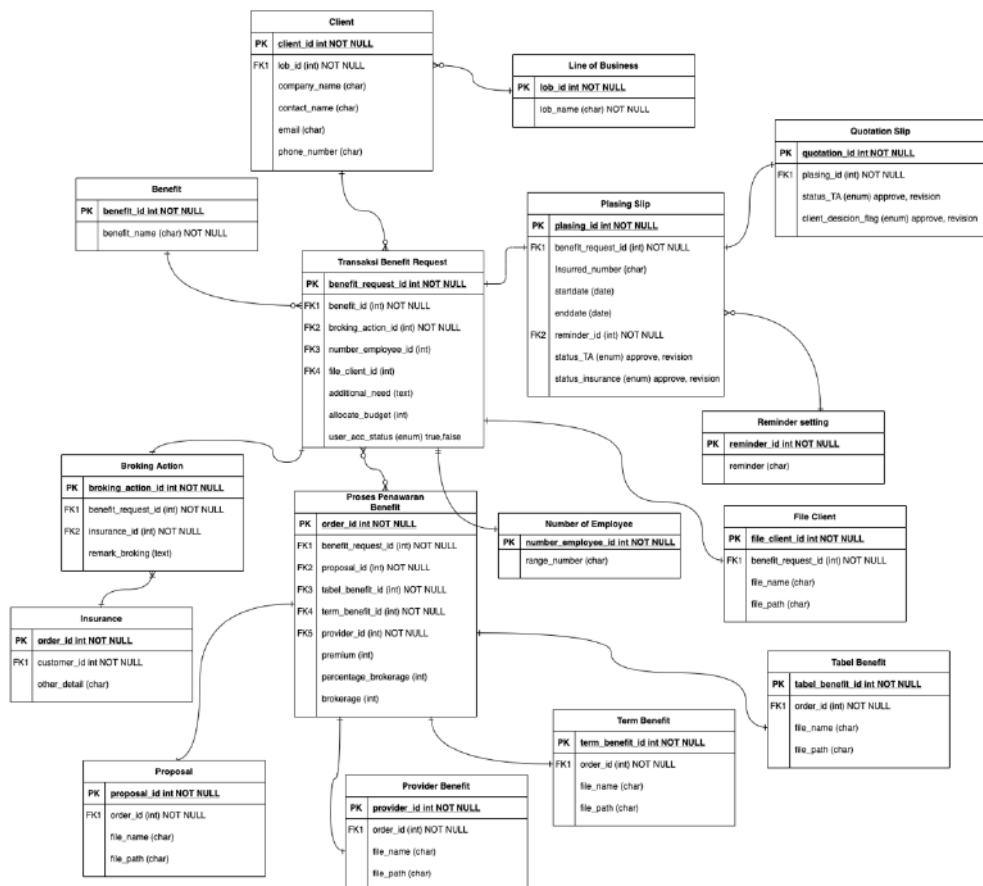 Client
PK client_id int NOT NULL
FK1 lob_id (int) NOT NULL
company_name (char)
contact_name (char)
email (char)
phone_number (char)
Line of Business
PK lob_id int NOT NULL
lob_name (char) NOT NULL
Quotation Slip
PK quotation_id int NOT NULL
FK1 plasing_id (int) NOT NULL
status_TA (enum) approve, revision
client_desicion_flag (enum) approve, revision
Benefit
PK benefit_id int NOT NULL
benefit_name (char) NOT NULL
Plasing Slip
PK plasing_id int NOT NULL
FK1 benefit_request_id (int) NOT NULL
Insurred_number (char)
startdate (date)
enddate (date)
FK2 reminder_id (int) NOT NULL
status_TA (enum) approve, revision
status_insurance (enum) approve, revision
Transaksi Benefit Request
PK benefit_request_id int NOT NULL
FK1 benefit_id (int) NOT NULL
FK2 broking_action_id (int) NOT NULL
FK3 number_employee_id (int)
FK4 file_client_id (int)
additional_need (text)
allocate_budget (int)
user_acc_status (enum) true,false
Reminder setting
PK reminder_id int NOT NULL
reminder (char)
Broking Action
PK broking_action_id int NOT NULL
FK1 benefit_request_id (int) NOT NULL
FK2 insurance_id (int) NOT NULL
remark_broking (text)
Proses Penawaran
Benefit
PK order_id int NOT NULL
FK1 benefit_request_id (int) NOT NULL
FK2 proposal_id (int) NOT NULL
FK3 tabel_benefit_id (int) NOT NULL
FK4 term_benefit_id (int) NOT NULL
FK5 provider_id (int) NOT NULL
premium (int)
percentage_brokerage (int)
brokerage (int)
Number of Employee
PK number_employee_id int NOT NULL
range_number (char)
File Client
PK file_client_id int NOT NULL
FK1 benefit_request_id (int) NOT NULL
file_name (char)
file_path (char)
Insurance
PK order_id int NOT NULL
FK1 customer_id int NOT NULL
other_detail (char)
Tabel Benefit
PK tabel_benefit_id int NOT NULL
FK1 order_id (int) NOT NULL
file_name (char)
file_path (char)
Term Benefit
PK term_benefit_id int NOT NULL
FK1 order_id (int) NOT NULL
file_name (char)
file_path (char)
Proposal
PK proposal_id int NOT NULL
FK1 order_id (int) NOT NULL
file_name (char)
file_path (char)
Provider Benefit
PK provider_id int NOT NULL
FK1 order_id (int) NOT NULL
file_name (char)
file_path (char)